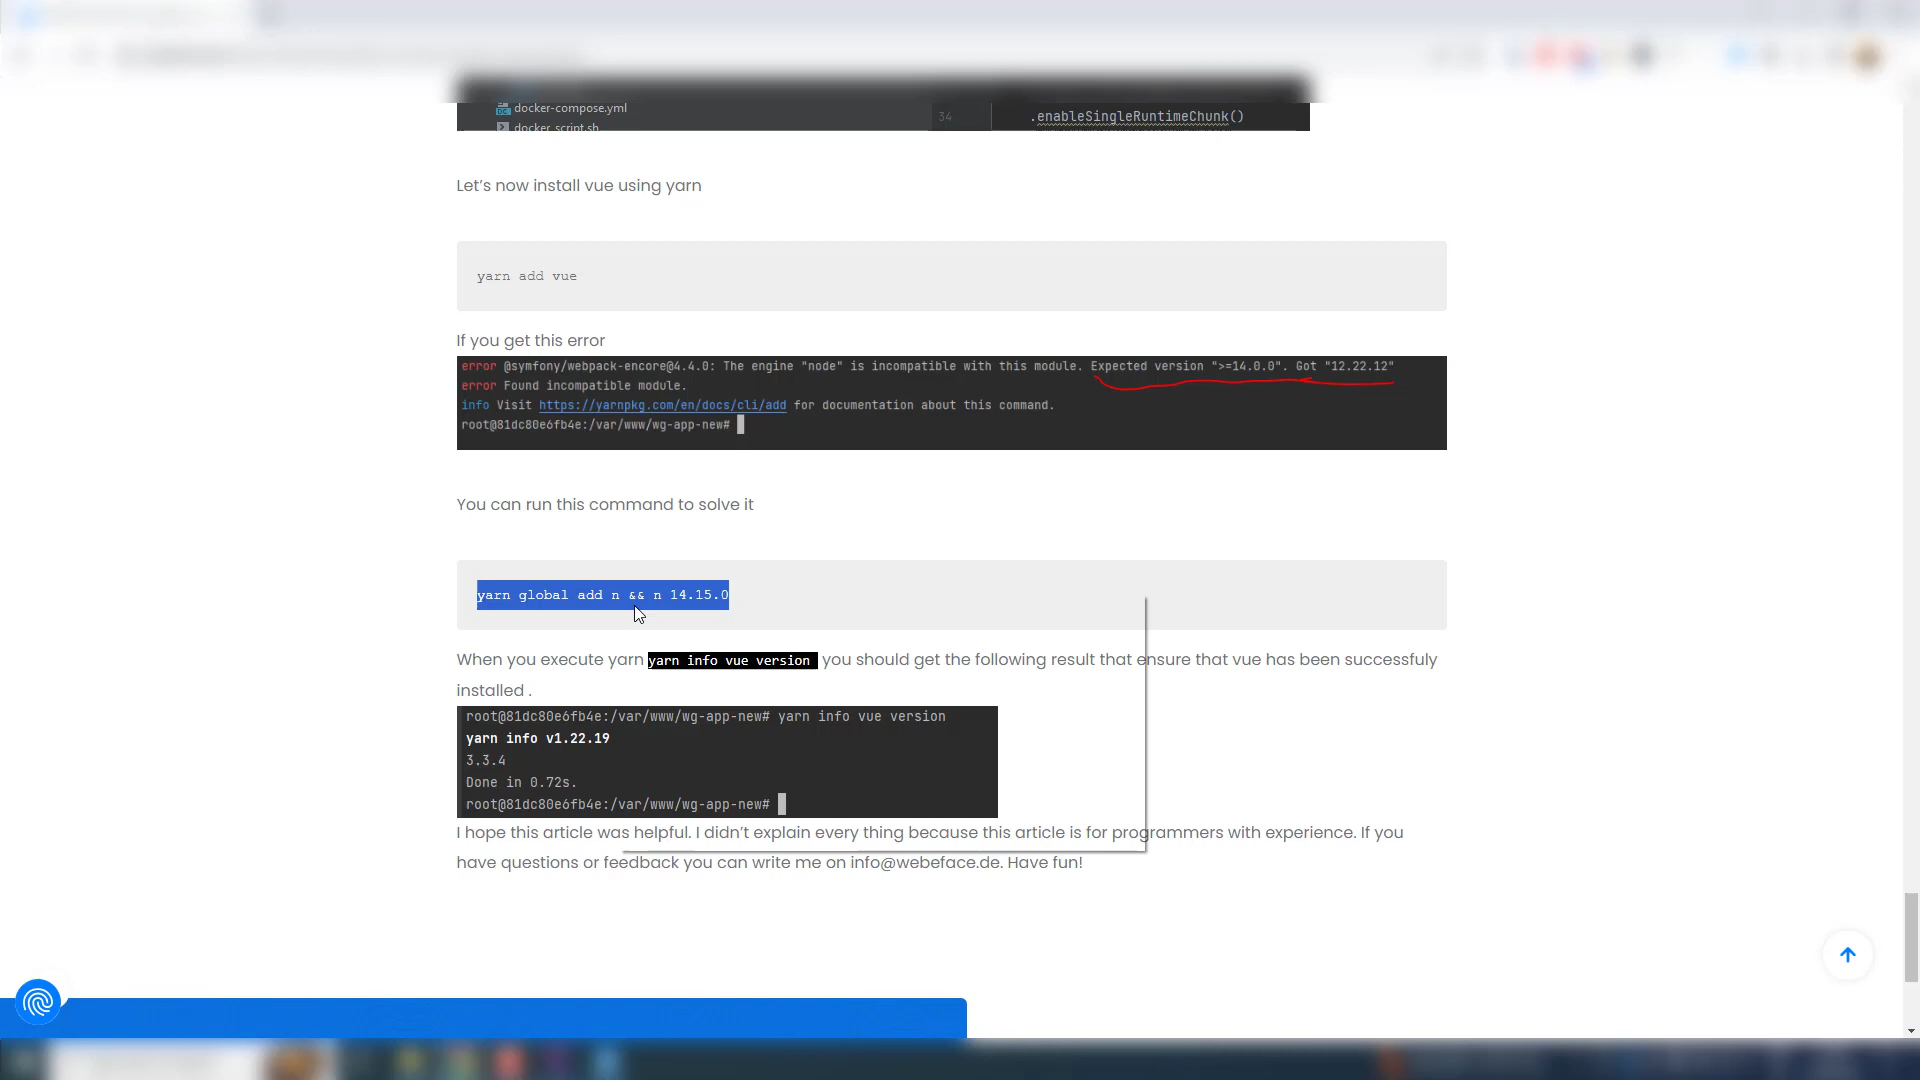 docker-compose.yml
docker_script.sh
34 .enableSingleRuntimeChunk()
Let’s now install vue using yarn
yarn add vue
If you get this error
error @symfony/webpack-encore@4.4.0: The engine "node" is incompatible with this module. Expected version ">=14.0.0". Got "12.22.12"
error Found incompatible module.
info Visit https://yarnpkg.com/en/docs/cli/add for documentation about this command.
root@81dc80e6fb4e:/var/www/wg-app-new#
You can run this command to solve it
yarn global add n && n 14.15.0
When you execute yarn yarn info vue version you should get the following result that ensure that vue has been successfuly
installed .
root@81dc80e6fb4e:/var/www/wg-app-new# yarn info vue version
yarn info v1.22.19
3.3.4
Done in 0.72s.
root@81dc80e6fb4e:/var/www/wg-app-new#
I hope this article was helpful. I didn’t explain every thing because this article is for programmers with experience. If you
have questions or feedback you can write me on info@webeface.de. Have fun!